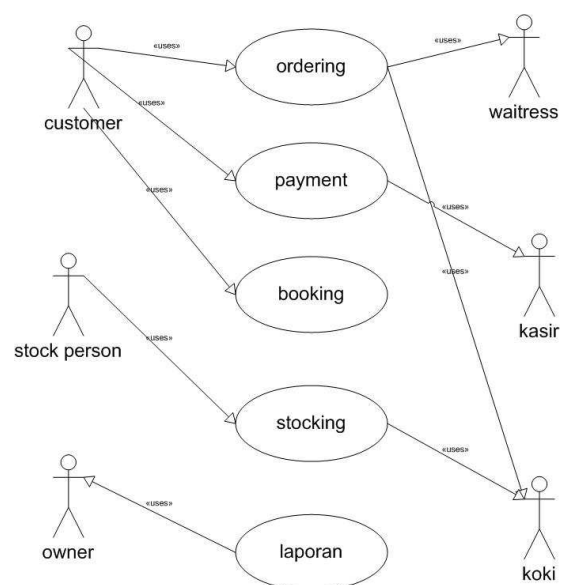 «uses»
«uses»
ordering
customer
waitress
«uses»
payment
«uses»
«uses»
booking
«uses»
kasir
stock person
«uses»
stocking
«uses»
owner
«uses»
laporan
koki